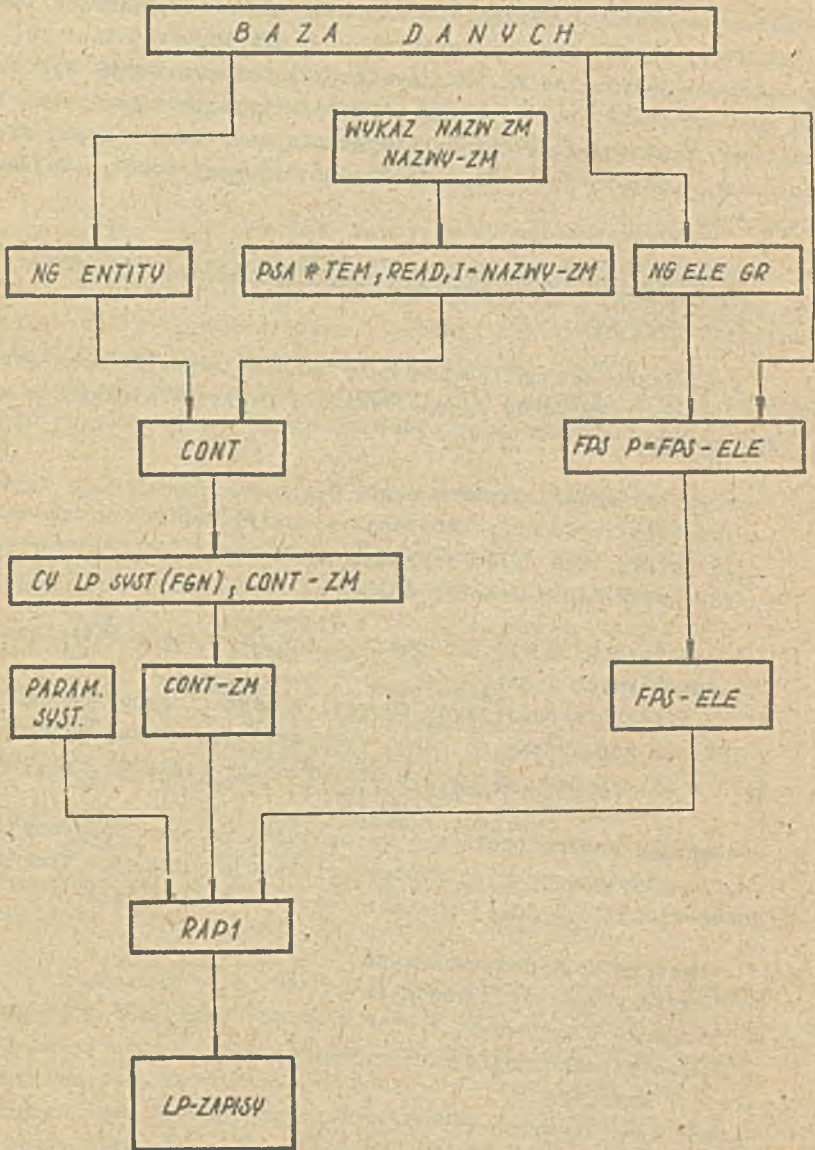 BAZA DANYCH
WYKAZ NAZW ZM
NAZWY-ZM
NG ENTITY
PSA * TEM, READ, I=NAZWY-ZM
NG ELE GR
CONT
FPS P=FPS-ELE
CY LP SYST(FGN), CONT-ZM
PARAM.
SYST.
CONT-ZM
FPS-ELE
RAP1
LP-ZAPISY